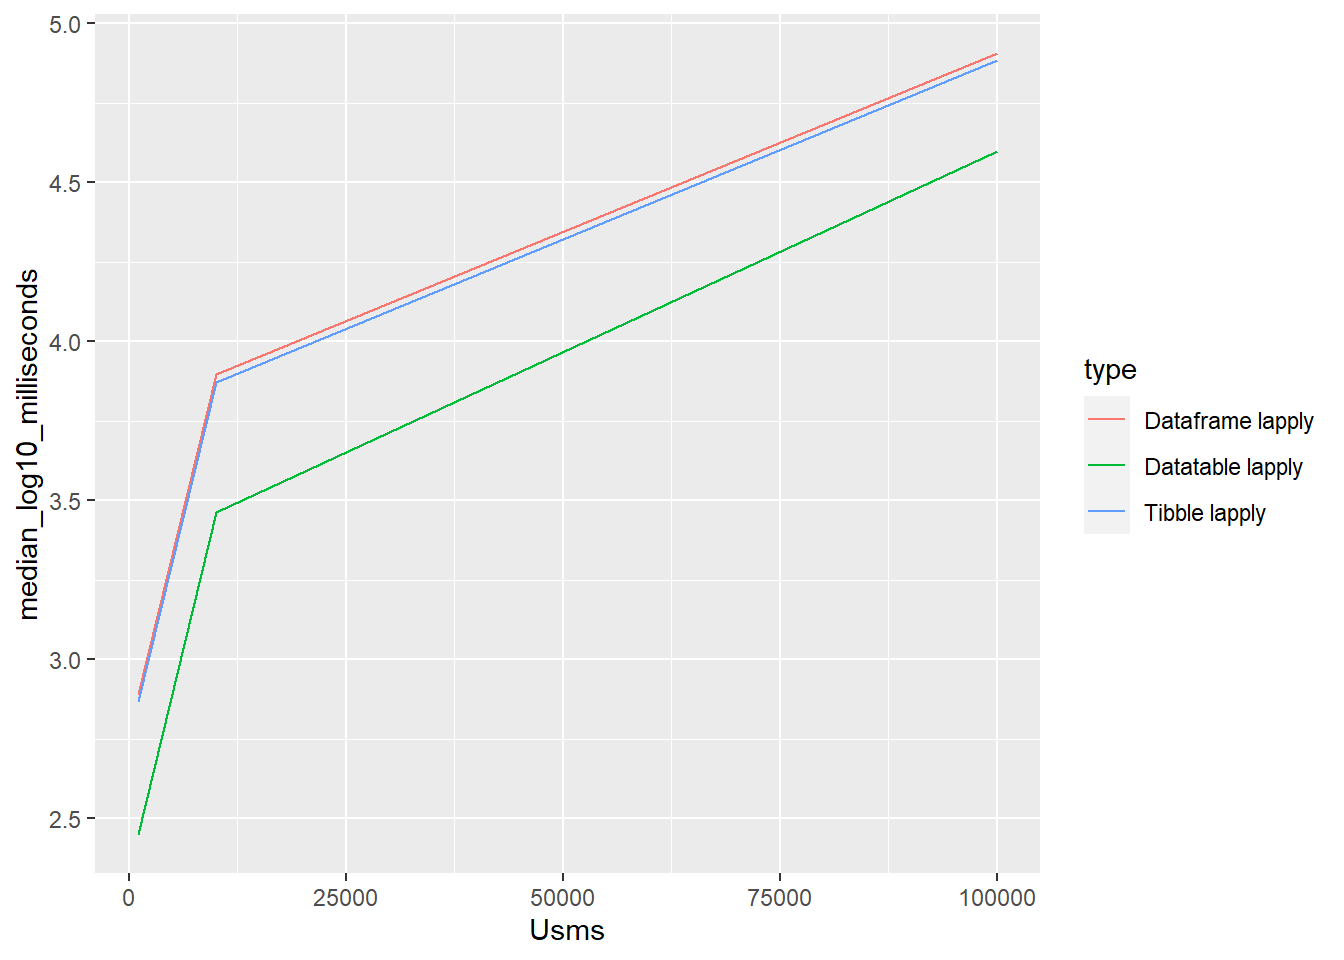 5.0
4.5
4.0
3.5
3.0
2.5
median_log10_milliseconds
0
25000
50000
75000
100000
Usms
type
Dataframe lapply
Datatable lapply
Tibble lapply